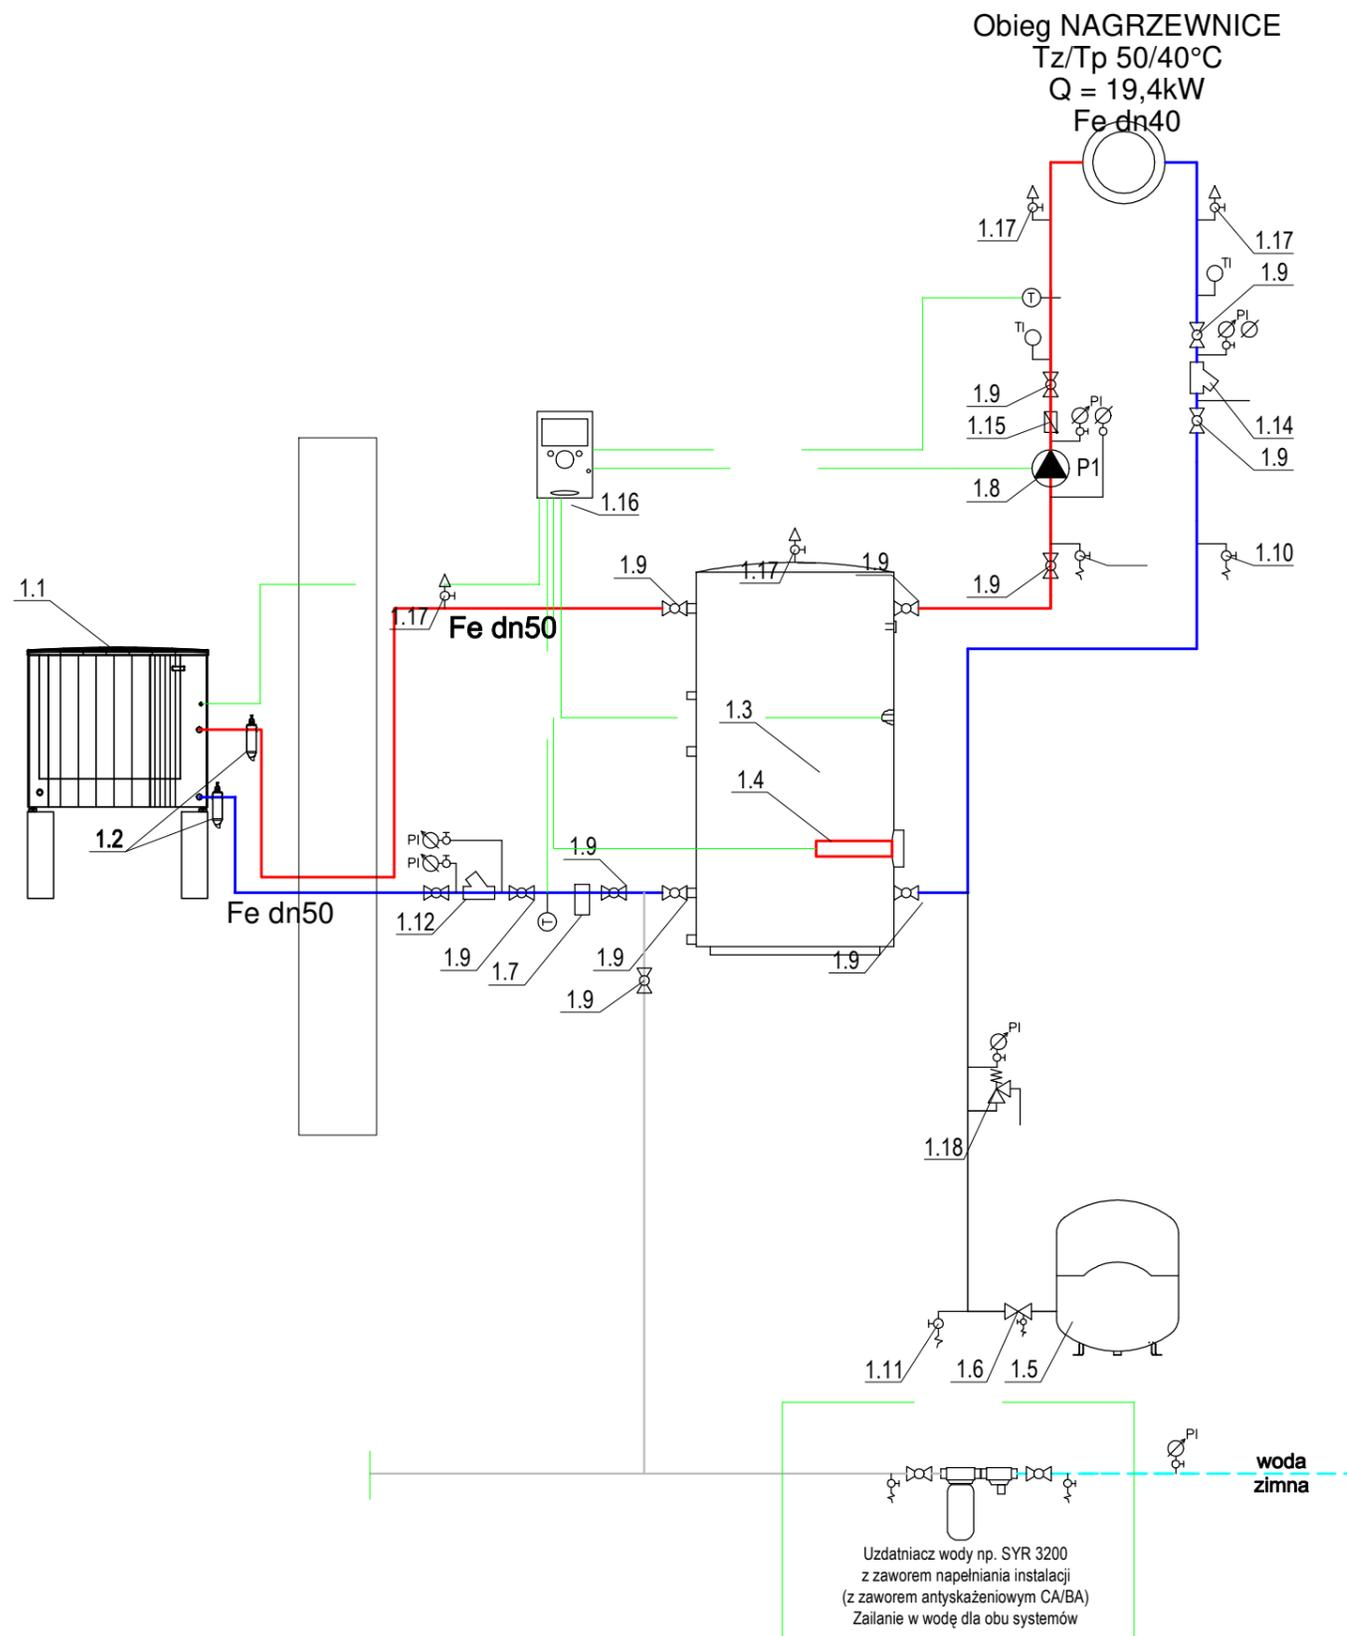 Obieg NAGRZEWNICE
Tz/Tp 50/40°C
Q = 19,4kW
Fe dn40
1.17
1.17
TI
1.9
T
PI
TI
1.9
PI
1.15
1.14
P1
1.9
1.8
1.16
1.10
1.9
1.17
1.9
1.9
1.1
1.17
Fe dn50
1.3
1.4
1.2
PI
PI
1.9
Fe dn50
1.12
T
1.9
1.7
1.9
1.9
1.9
PI
1.18
1.11
1.6
1.5
PI
woda
zimna
Uzdatniacz wody np. SYR 3200
z zaworem napełniania instalacji
(z zaworem antyskażeniowym CA/BA)
Zailanie w wodę dla obu systemów